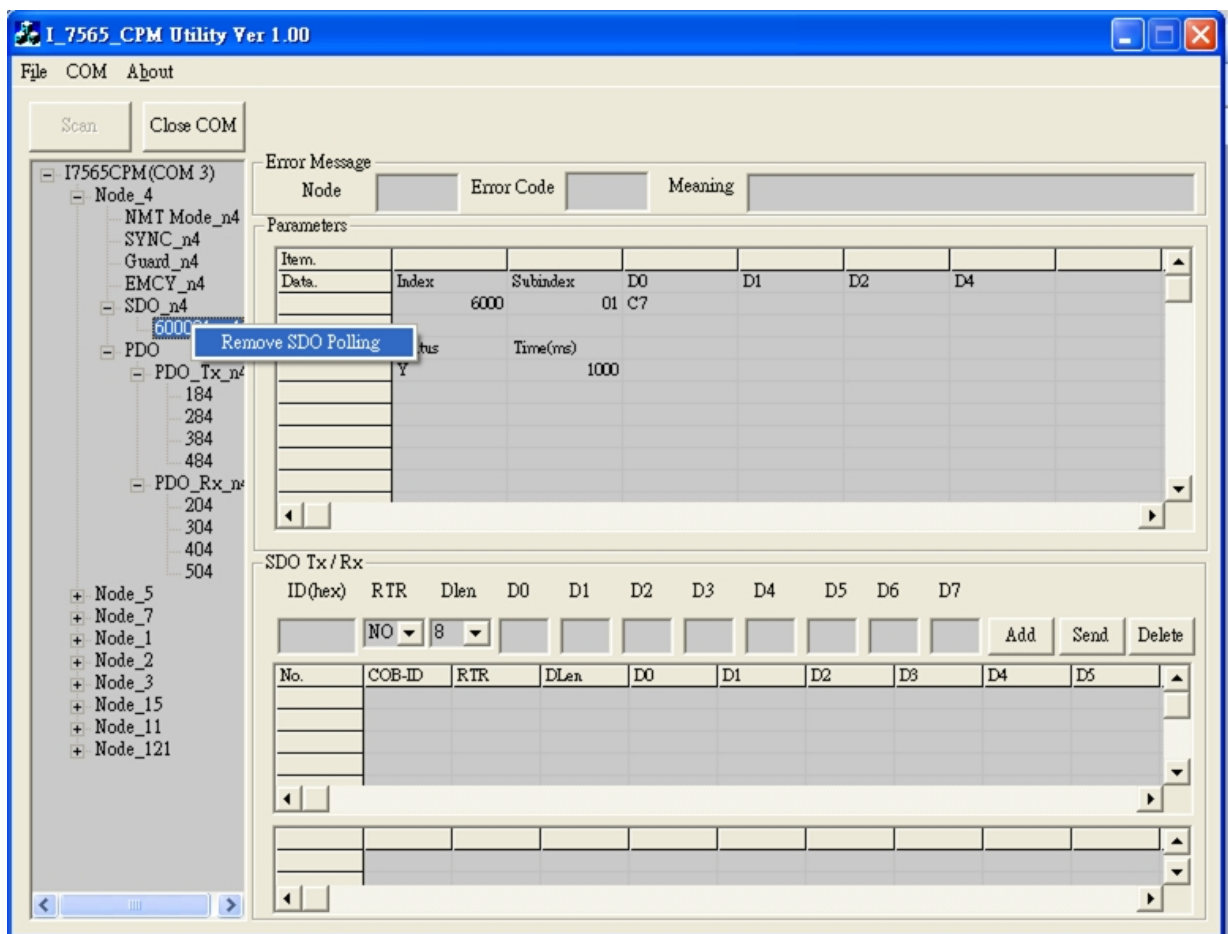 I_7565_CPM Utility Ver 1.00
File COM About
Scan Close COM
I7565CPM(COM 3)
Node_4
NMT Mode_n4
SYNC_n4
Guard_n4
EMCY_n4
SDO_n4
Remove SDO Polling
PDO
PDO_Tx_n4
184
284
384
484
PDO_Rx_n4
204
304
404
504
Node_5
Node_7
Node_1
Node_2
Node_3
Node_15
Node_11
Node_121
Error Message
Node Error Code Meaning
Parameters
Item.
Data. Index Subindex D0 D1 D2 D4
6000 01 C7
Time(ms)
Y 1000
SDO Tx / Rx
ID(hex) RTR Dlen D0 D1 D2 D3 D4 D5 D6 D7
NO 8 Add Send Delete
No. COB-ID RTR DLen D0 D1 D2 D3 D4 D5